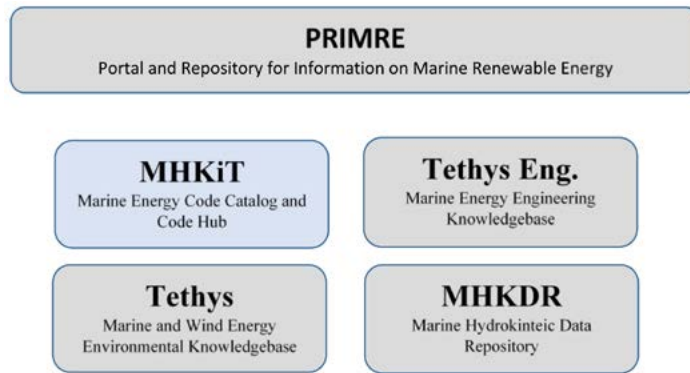 PRIMRE
Portal and Repository for Information on Marine Renewable Energy
MHKiT
Marine Energy Code Catalog and
Code Hub
Tethys Eng.
Marine Energy Engineering
Knowledgebase
Tethys
Marine and Wind Energy
Environmental Knowledgebase
MHKDR
Marine Hydrokinteic Data
Repository